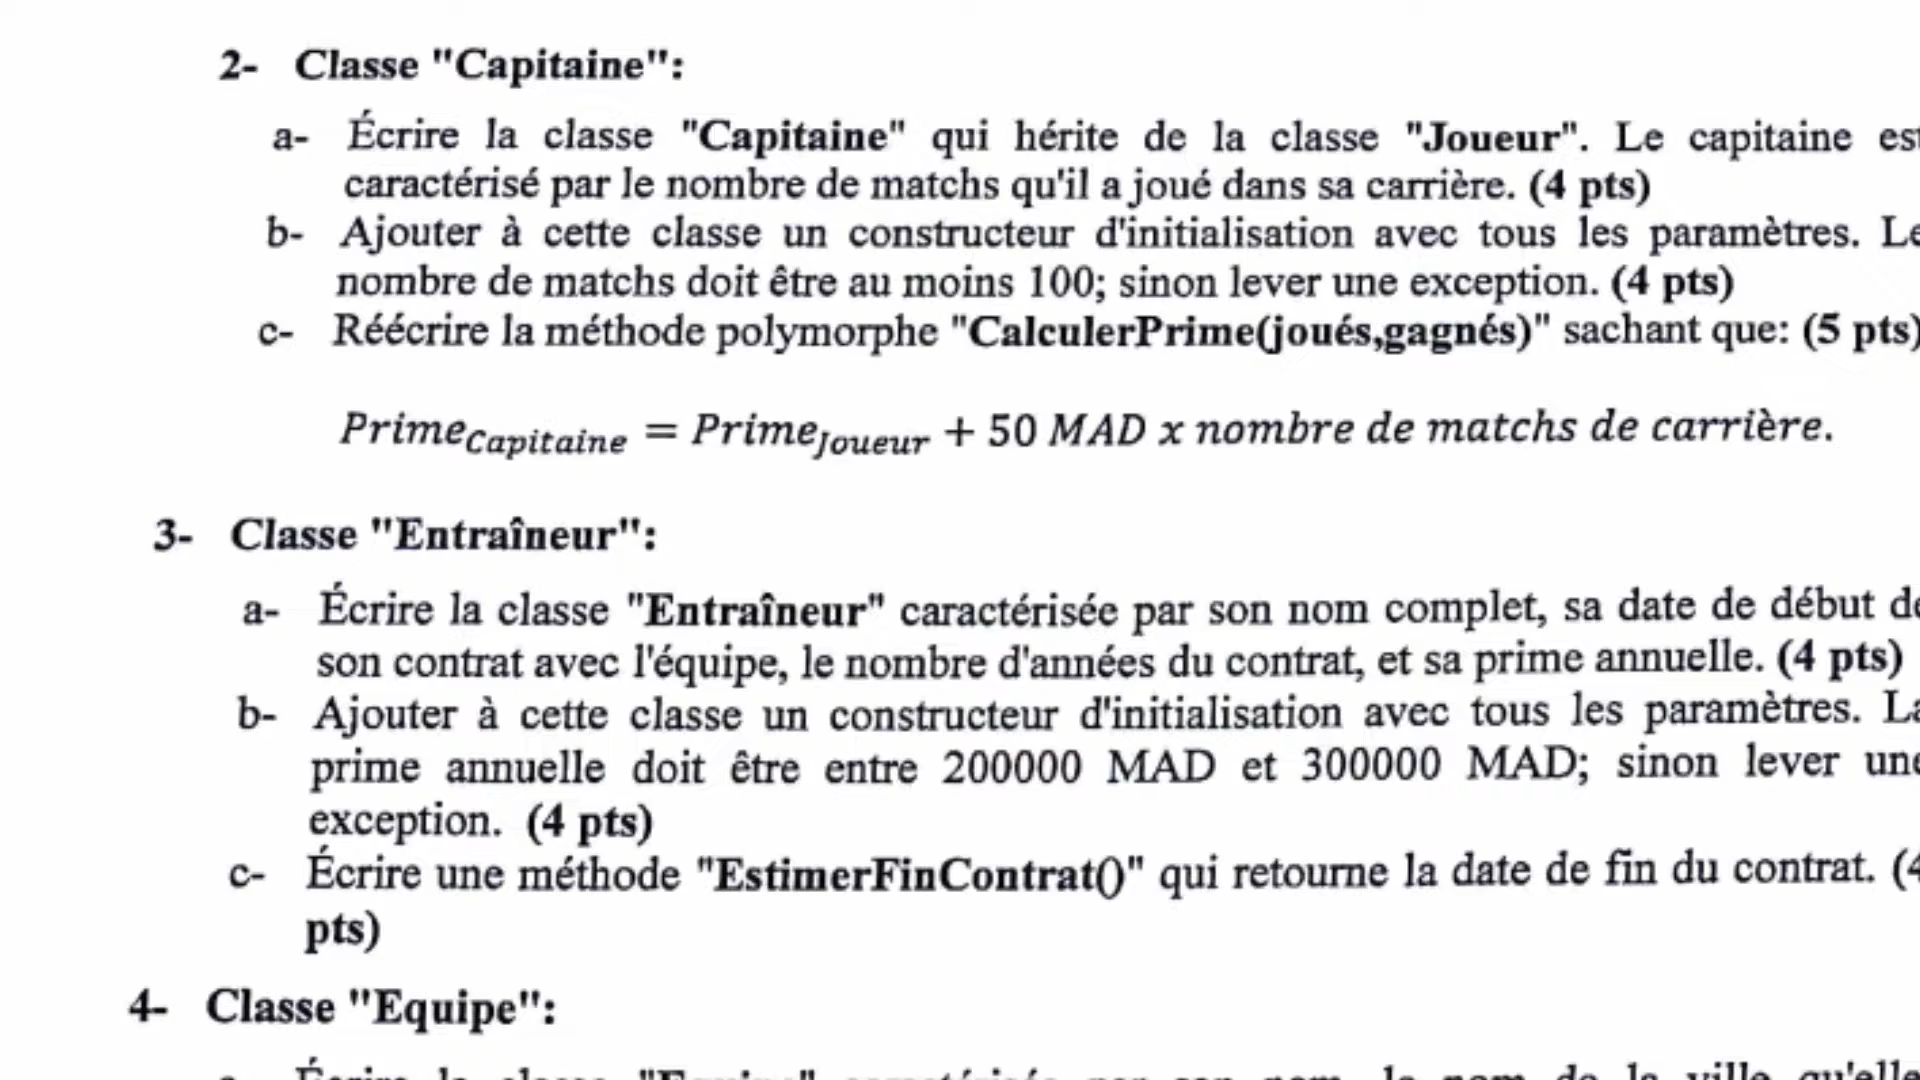 2- Classe "Capitaine":
a- Écrire la classe "Capitaine" qui hérite de la classe "Joueur". Le capitaine
caractérisé par le nombre de matchs qu'il a joué dans sa carrière. (4 pts)
b- Ajouter à cette classe un constructeur d'initialisation avec tous les paramètres.
nombre de matchs doit être au moins 100; sinon lever une exception. (4 pts)
c- Réécrire la méthode polymorphe "CalculerPrime(joués,gagnés)" sachant que: (5 pts)
Prime_Capitaine = Prime_Joueur + 50 MAD x nombre de matchs de carrière.
3- Classe "Entraîneur":
a- Écrire la classe "Entraîneur" caractérisée par son nom complet, sa date de début
son contrat avec l'équipe, le nombre d'années du contrat, et sa prime annuelle. (4 pts)
b- Ajouter à cette classe un constructeur d'initialisation avec tous les paramètres.
prime annuelle doit être entre 200000 MAD et 300000 MAD; sinon lever
exception. (4 pts)
c- Écrire une méthode "EstimerFinContrat()" qui retourne la date de fin du contrat. (4
pts)
4- Classe "Equipe":